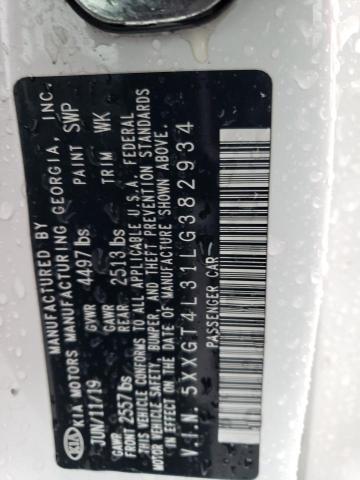 KIA
MANUFACTURED BY
KIA MOTORS MANUFACTURING GEORGIA, INC.
JUN/11/19 PAINT SWP
GVWR 4497 lbs TRIM WK
GAWR FRONT 2557 lbs GAWR REAR 2513 lbs
THIS VEHICLE CONFORMS TO ALL APPLICABLE U.S.A. FEDERAL
MOTOR VEHICLE SAFETY, BUMPER, AND THEFT PREVENTION STANDARDS
IN EFFECT ON THE DATE OF MANUFACTURE SHOWN ABOVE.
V.I.N. 5XXGT4L31LG382934
PASSENGER CAR